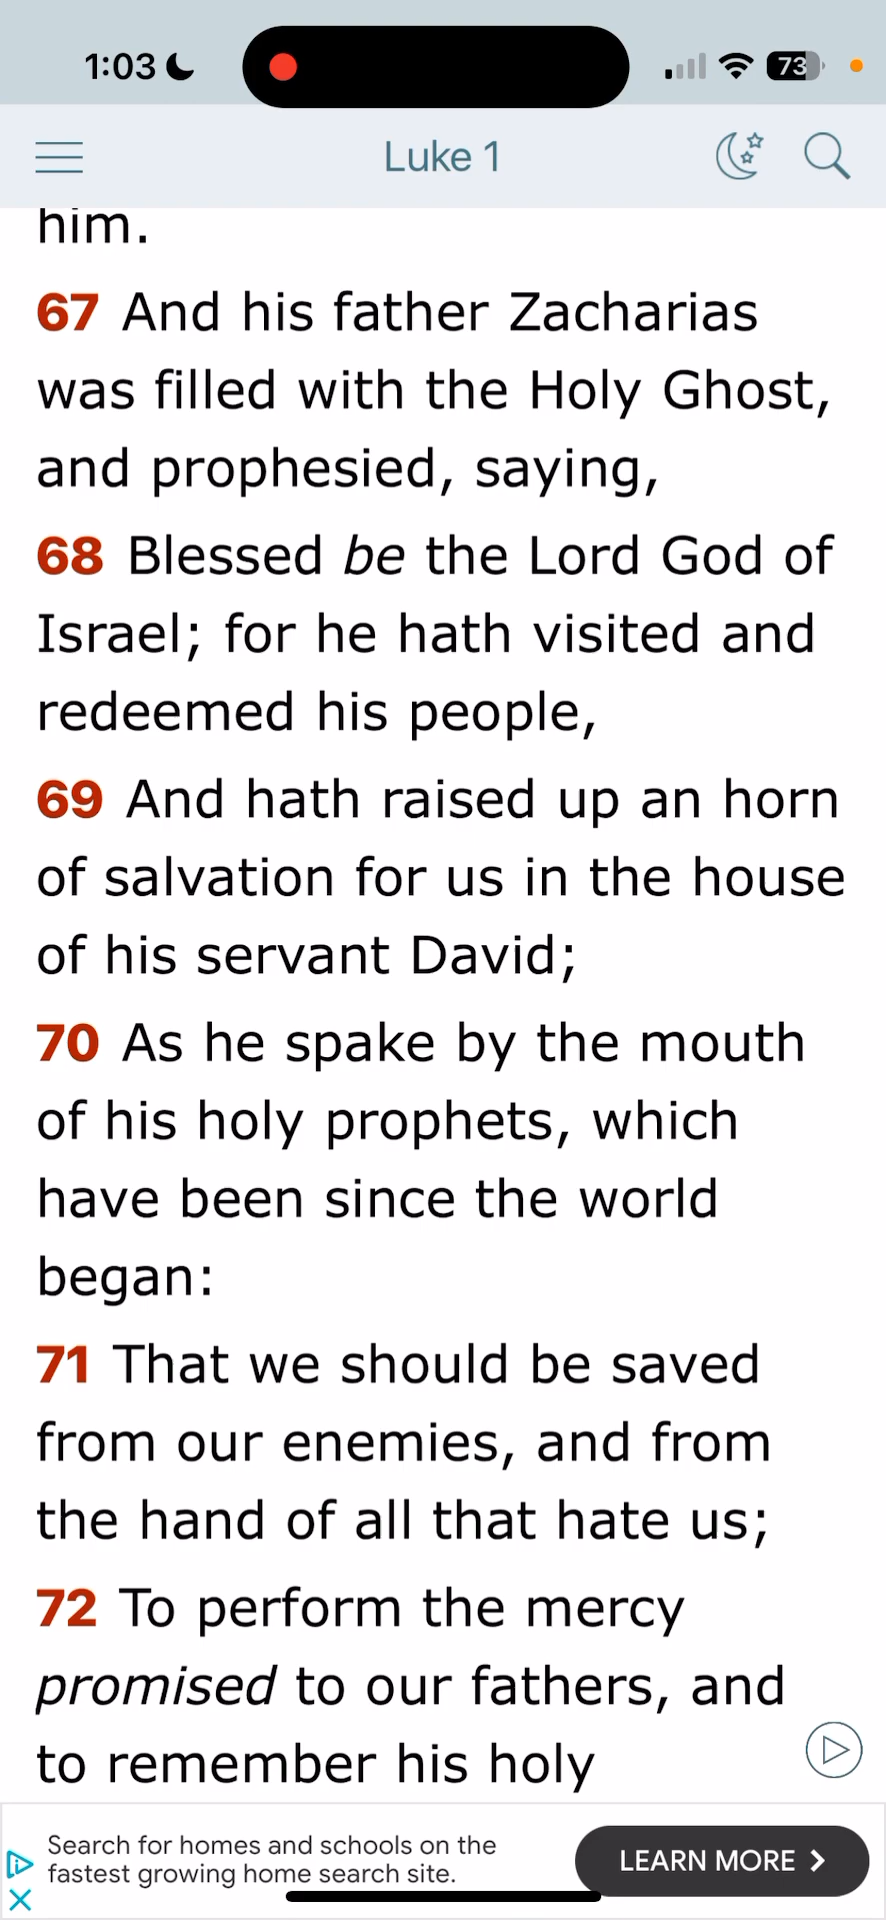 1:03
73
Luke 1
him.
67 And his father Zacharias
was filled with the Holy Ghost,
and prophesied, saying,
68 Blessed be the Lord God of
Israel; for he hath visited and
redeemed his people,
69 And hath raised up an horn
of salvation for us in the house
of his servant David;
70 As he spake by the mouth
of his holy prophets, which
have been since the world
began:
71 That we should be saved
from our enemies, and from
the hand of all that hate us;
72 To perform the mercy
promised to our fathers, and
to remember his holy
Search for homes and schools on the
fastest growing home search site.
LEARN MORE